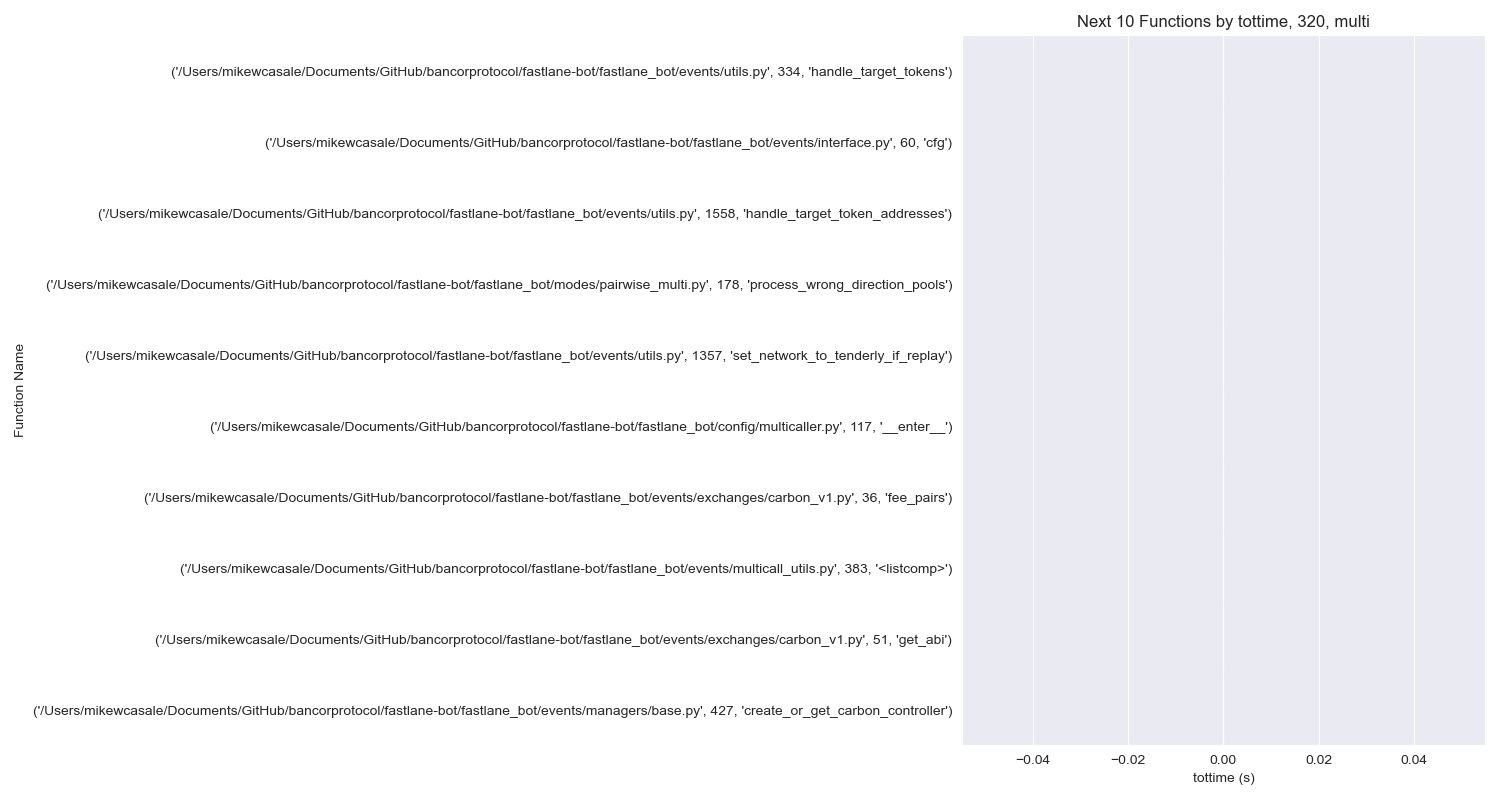 Next 10 Functions by tottime, 320, multi
('/Users/mikewcasale/Documents/GitHub/bancorprotocol/fastlane-bot/fastlane_bot/events/utils.py', 334, 'handle_target_tokens')
('/Users/mikewcasale/Documents/GitHub/bancorprotocol/fastlane-bot/fastlane_bot/events/interface.py', 60, 'cfg')
('/Users/mikewcasale/Documents/GitHub/bancorprotocol/fastlane-bot/fastlane_bot/events/utils.py', 1558, 'handle_target_token_addresses')
('/Users/mikewcasale/Documents/GitHub/bancorprotocol/fastlane-bot/fastlane_bot/modes/pairwise_multi.py', 178, 'process_wrong_direction_pools')
('/Users/mikewcasale/Documents/GitHub/bancorprotocol/fastlane-bot/fastlane_bot/events/utils.py', 1357, 'set_network_to_tenderly_if_replay')
('/Users/mikewcasale/Documents/GitHub/bancorprotocol/fastlane-bot/fastlane_bot/config/multicaller.py', 117, '__enter__')
('/Users/mikewcasale/Documents/GitHub/bancorprotocol/fastlane-bot/fastlane_bot/events/exchanges/carbon_v1.py', 36, 'fee_pairs')
('/Users/mikewcasale/Documents/GitHub/bancorprotocol/fastlane-bot/fastlane_bot/events/multicall_utils.py', 383, '<listcomp>')
('/Users/mikewcasale/Documents/GitHub/bancorprotocol/fastlane-bot/fastlane_bot/events/exchanges/carbon_v1.py', 51, 'get_abi')
('/Users/mikewcasale/Documents/GitHub/bancorprotocol/fastlane-bot/fastlane_bot/events/managers/base.py', 427, 'create_or_get_carbon_controller')
Function Name
−0.04 −0.02 0.00 0.02 0.04
tottime (s)